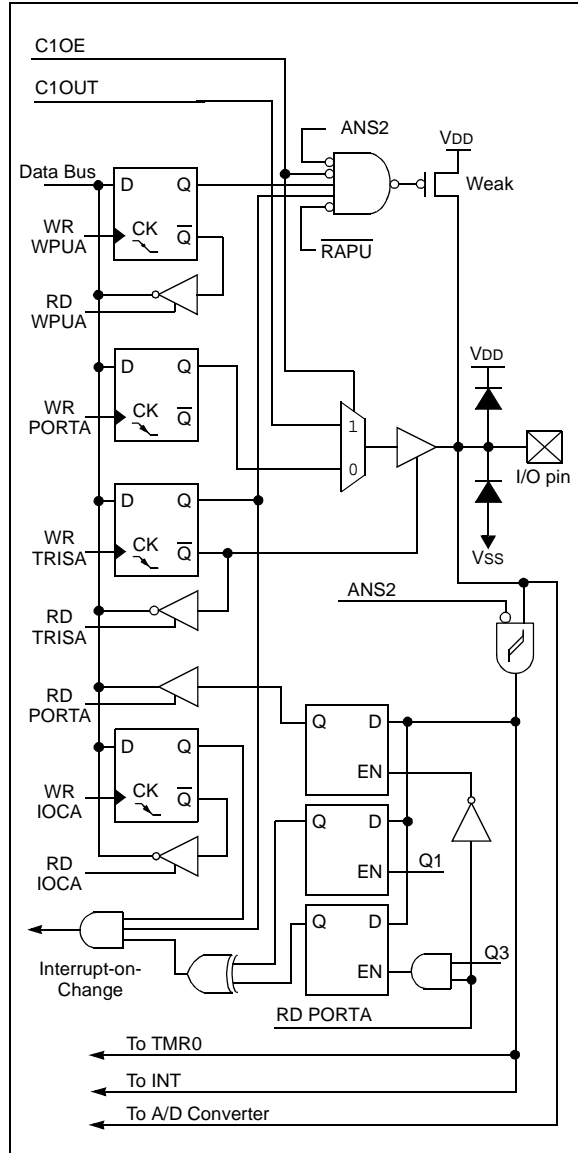 C1OE
C1OUT
ANS2
VDD
Data Bus
D Q
Weak
WR
WPUA
CK
Q
RAPU
RD
WPUA
VDD
D Q
WR
PORTA
CK
Q
1
0
I/O pin
D Q
WR
TRISA
CK
Q
VSS
ANS2
RD
TRISA
RD
PORTA
Q D
EN
D Q
WR
IOCA
CK
Q
Q D
EN
Q1
RD
IOCA
Q D
EN
Q3
Interrupt-on-
Change
RD PORTA
To TMR0
To INT
To A/D Converter